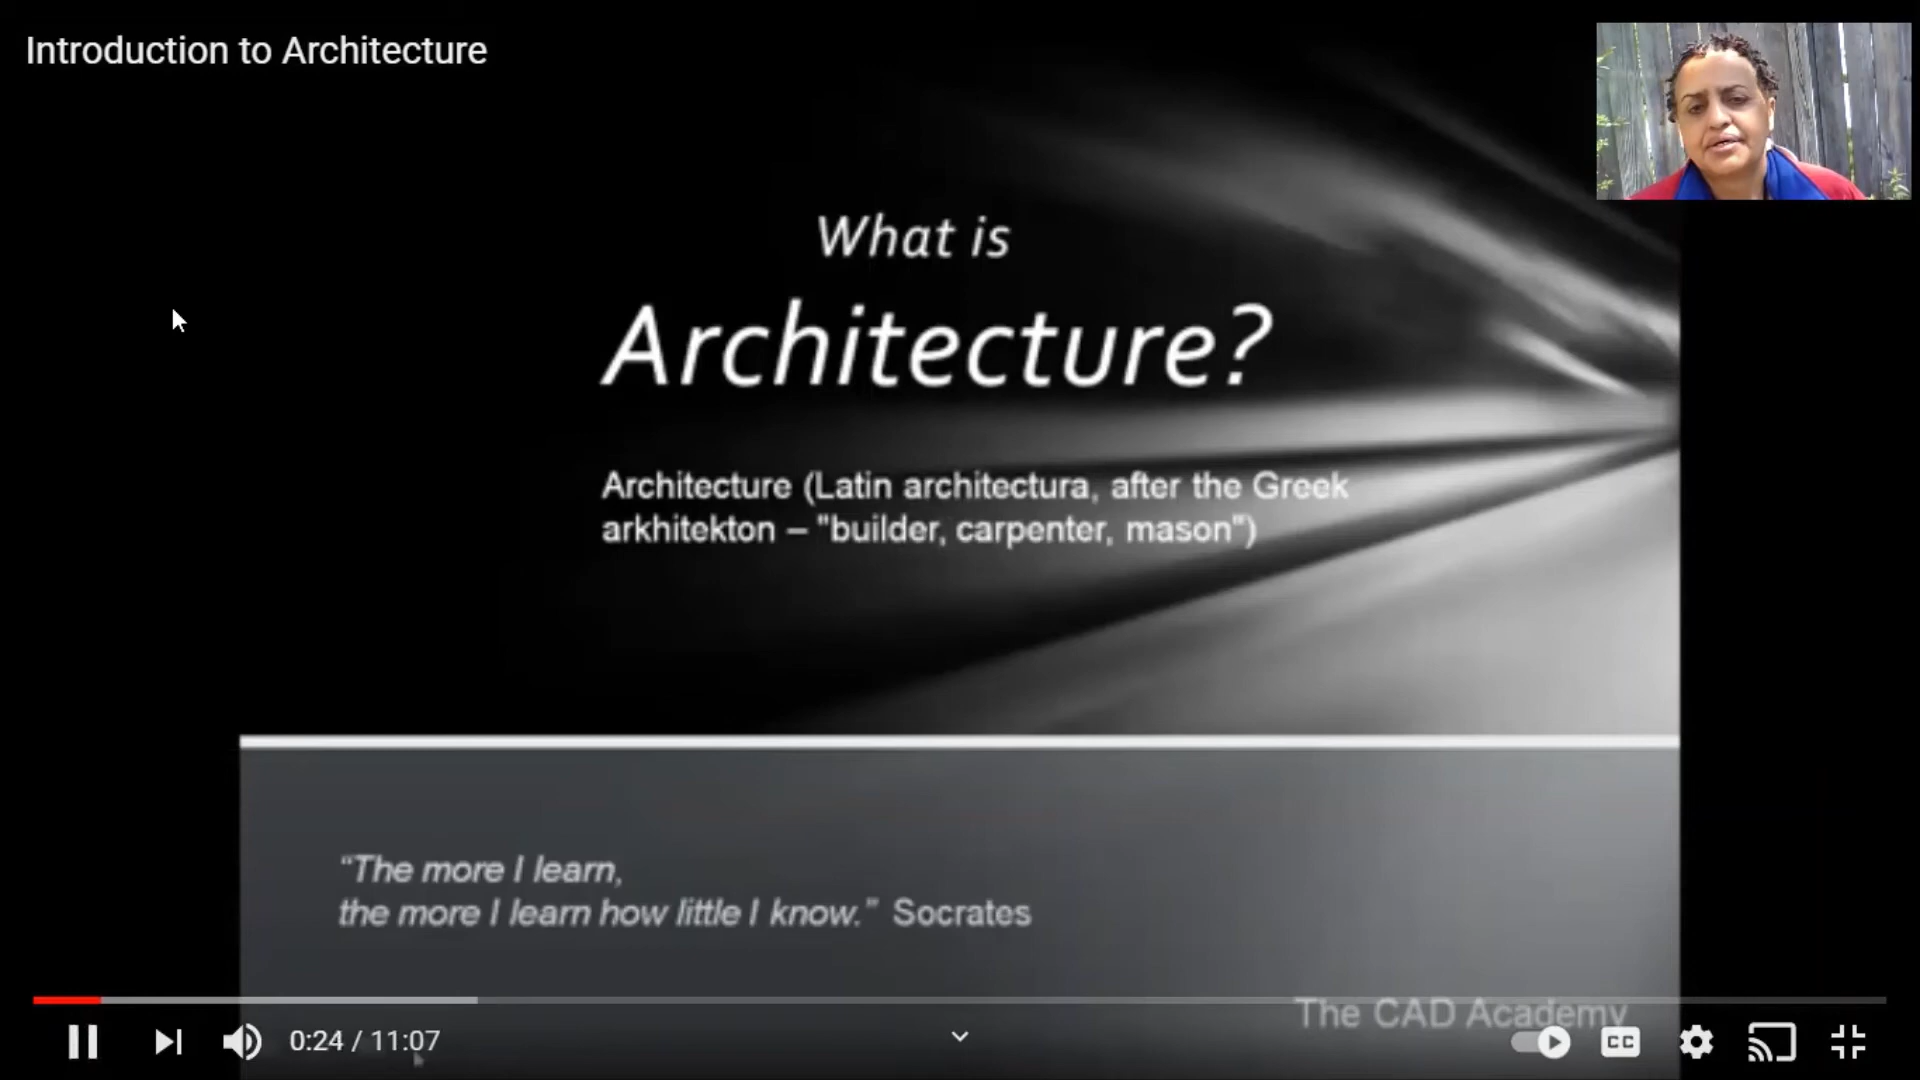 Introduction to Architecture
What is
Architecture?
Architecture (Latin architectura, after the Greek
arkhitekton – "builder, carpenter, mason")
“The more I learn,
the more I learn how little I know.” Socrates
The CAD Academy
0:24 / 11:07
CC